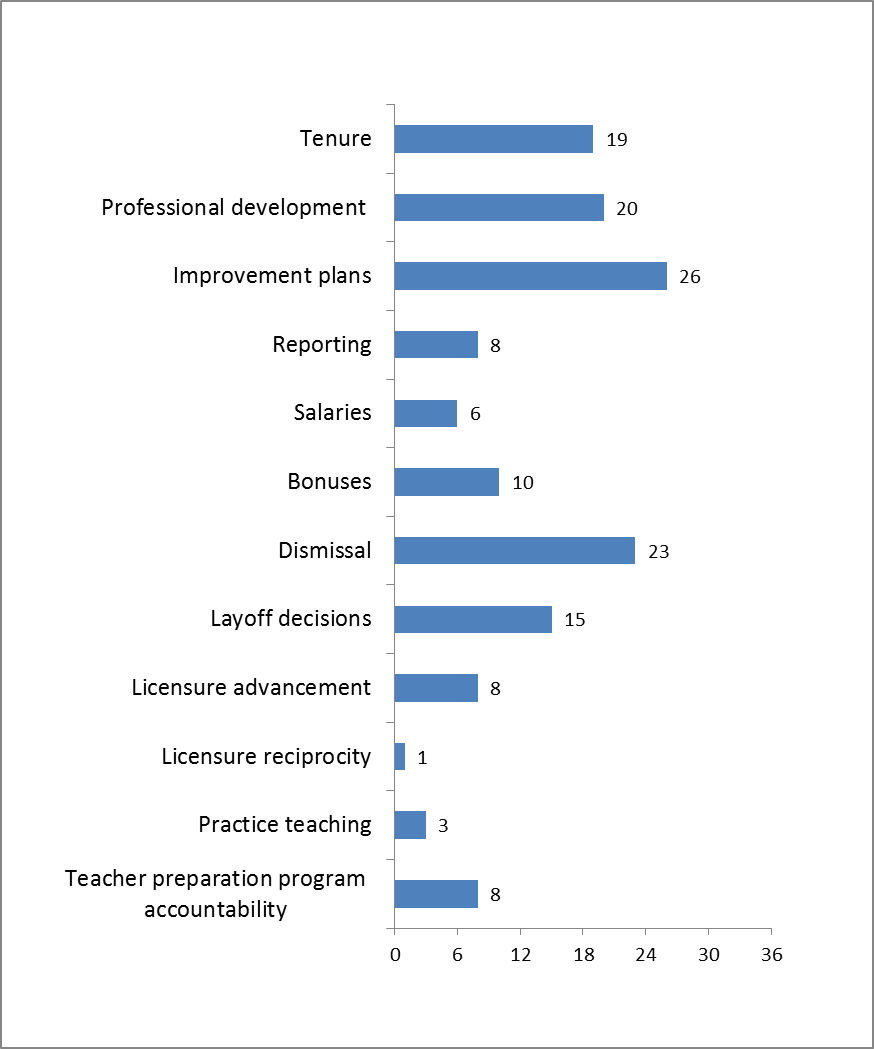 Tenure 19
Professional development 20
Improvement plans 26
Reporting 8
Salaries 6
Bonuses 10
Dismissal 23
Layoff decisions 15
Licensure advancement 8
Licensure reciprocity 1
Practice teaching 3
Teacher preparation program
accountability 8
0 6 12 18 24 30 36